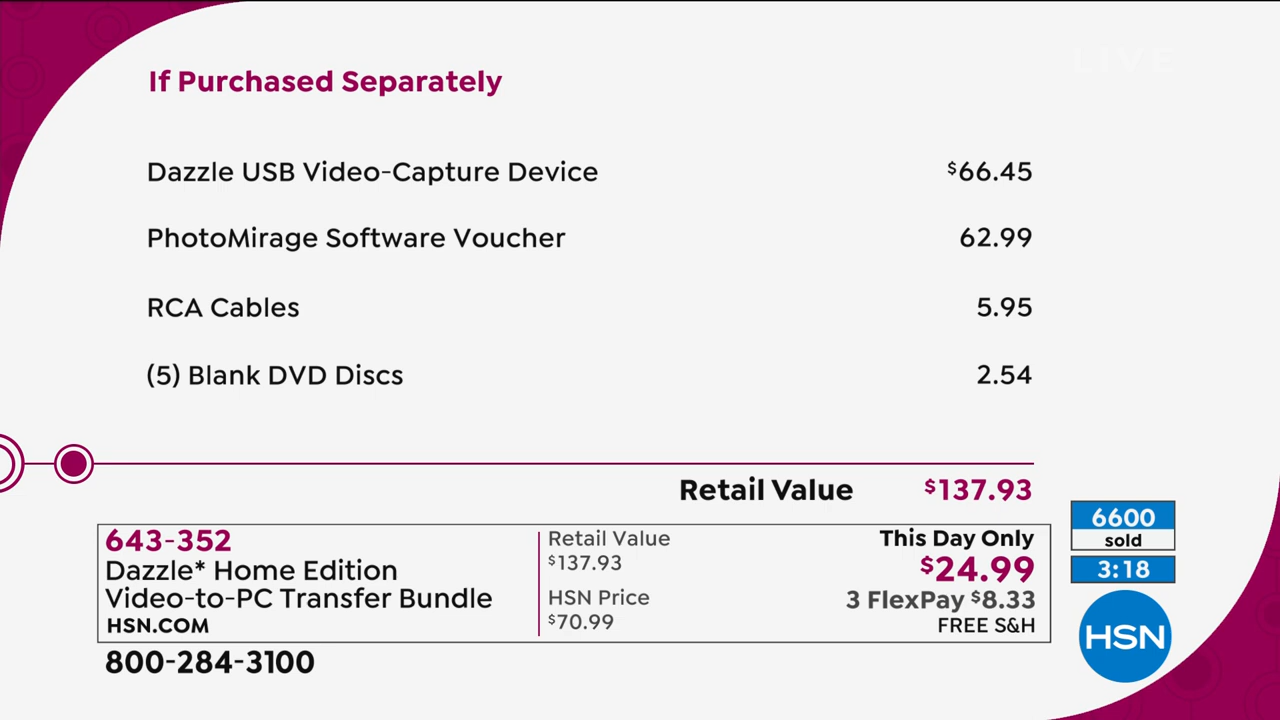 LIVE
If Purchased Separately
Dazzle USB Video-Capture Device $66.45
PhotoMirage Software Voucher 62.99
RCA Cables 5.95
(5) Blank DVD Discs 2.54
Retail Value $137.93
643-352
Dazzle* Home Edition
Video-to-PC Transfer Bundle
HSN.COM
Retail Value
$137.93
HSN Price
$70.99
This Day Only
$24.99
3 FlexPay $8.33
FREE S&H
6600
sold
3:18
HSN
800-284-3100